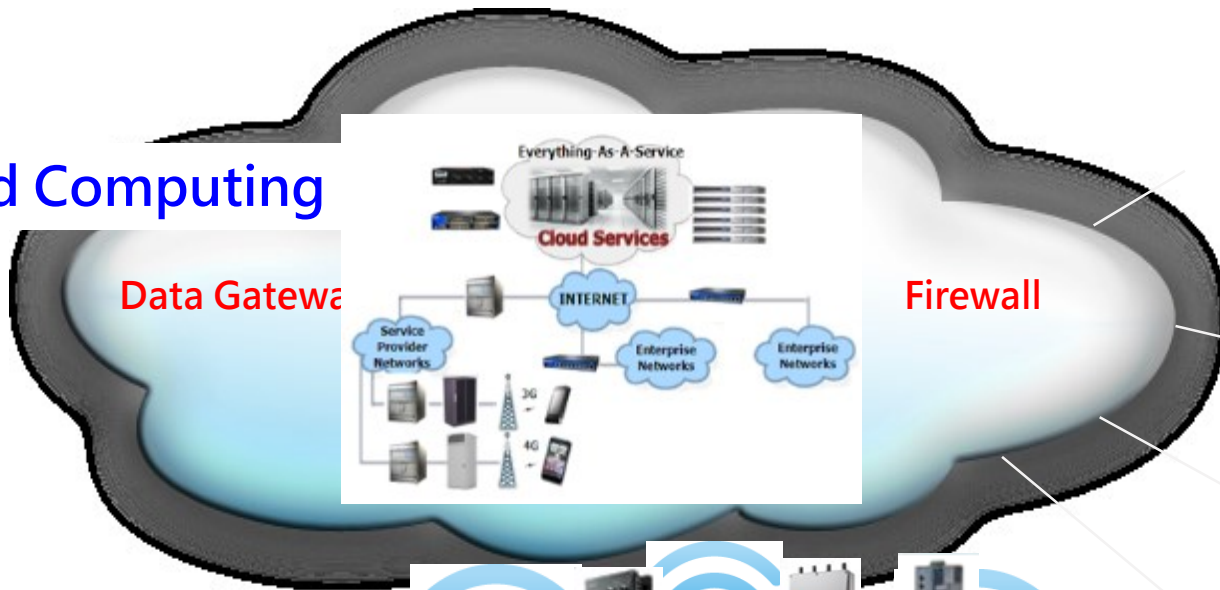 d Computing
Data Gatewa
Firewall
Everything-As-A-Service
Cloud Services
INTERNET
Service
Provider
Networks
Enterprise
Networks
Enterprise
Networks
3G
4G